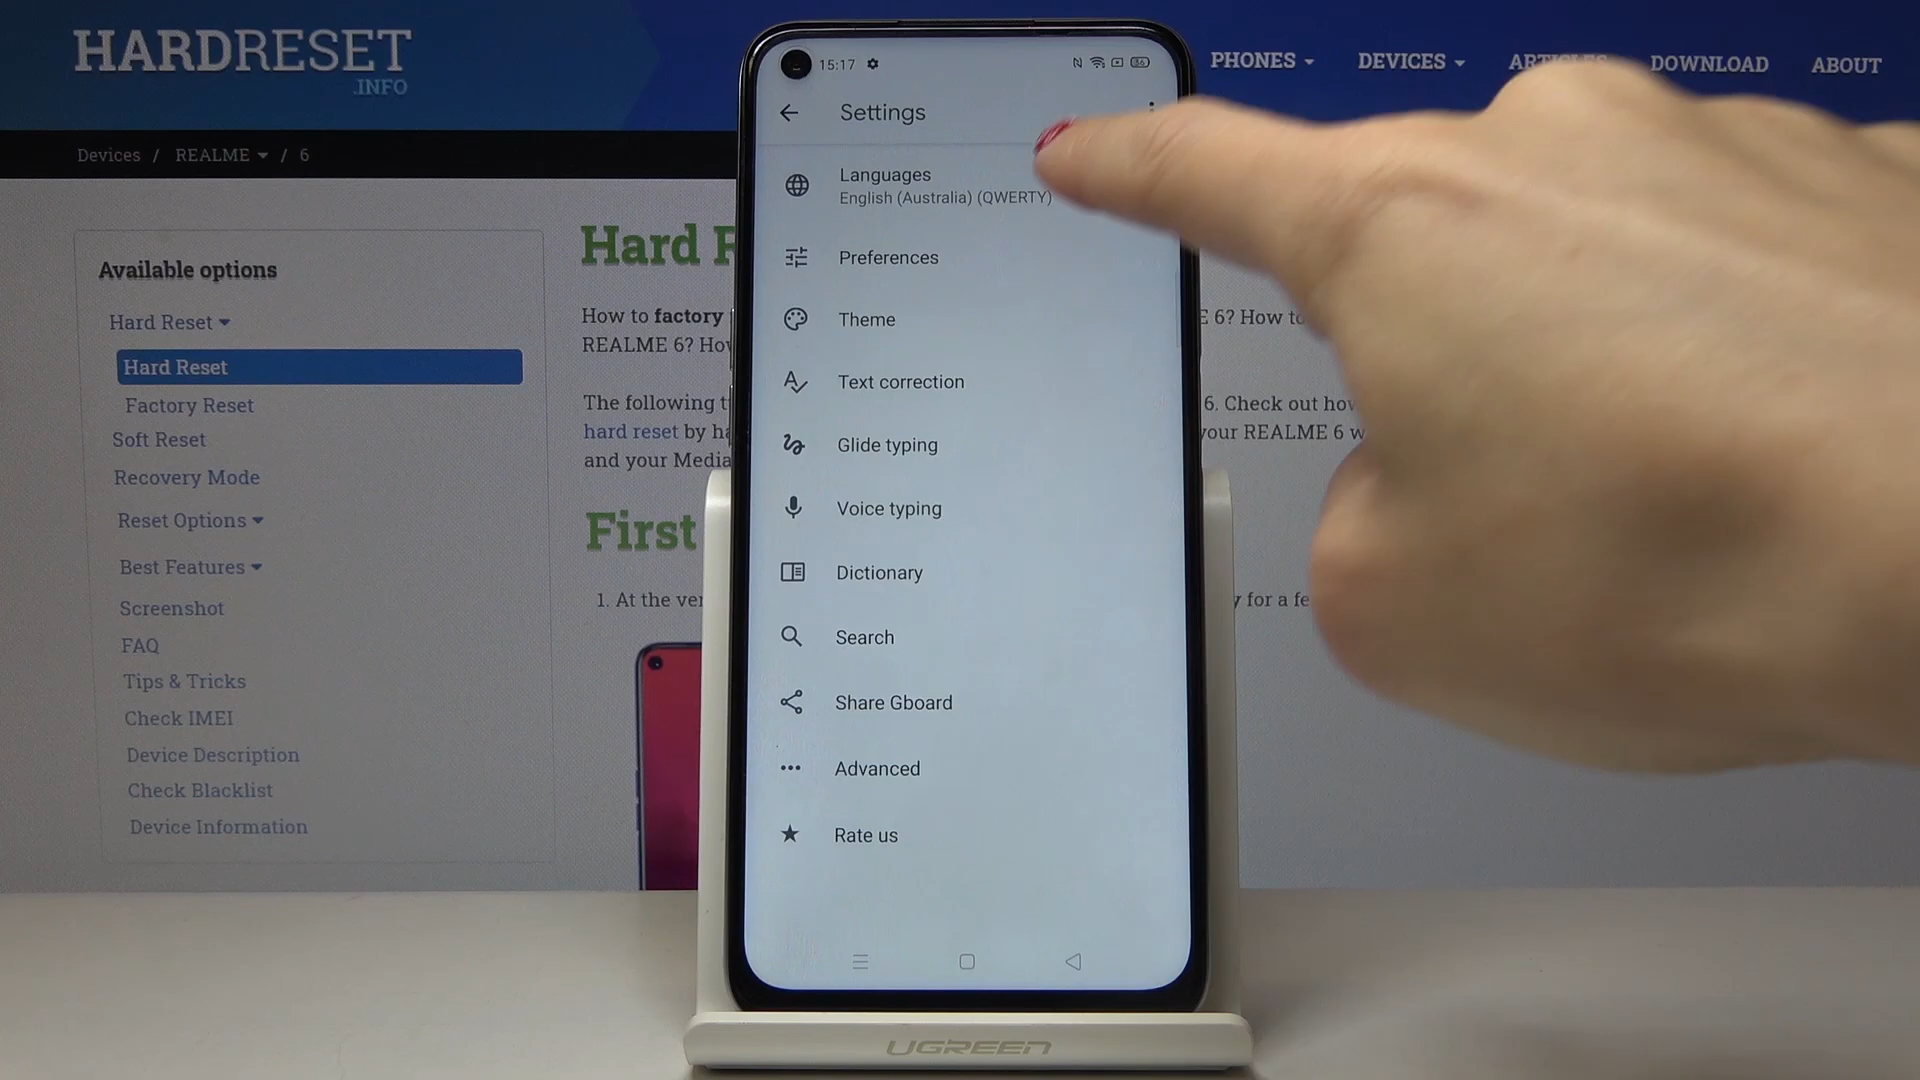 HARDRESET
.INFO
PHONES
DEVICES
ARTICLES
DOWNLOAD
ABOUT
Devices / REALME / 6
Available options
Hard Reset
Hard Reset
Factory Reset
Soft Reset
Recovery Mode
Reset Options
Best Features
Screenshot
FAQ
Tips & Tricks
Check IMEI
Device Description
Check Blacklist
Device Information
Hard
How to factory
REALME 6?
The following
hard reset by
and your
First
1. At the
6? How to
6. Check out how
your REALME 6
for a
15:17
Settings
Languages
English (Australia) (QWERTY)
Preferences
Theme
Text correction
Glide typing
Voice typing
Dictionary
Search
Share Gboard
Advanced
Rate us
UGREEN